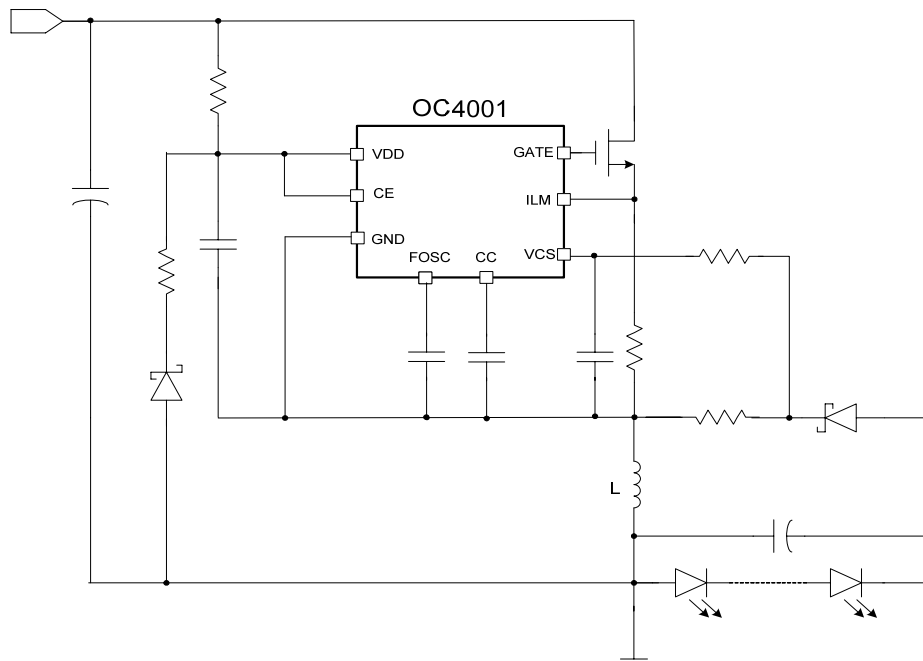 OC4001
VDD
GATE
CE
ILM
GND
VCS
FOSC
CC
L